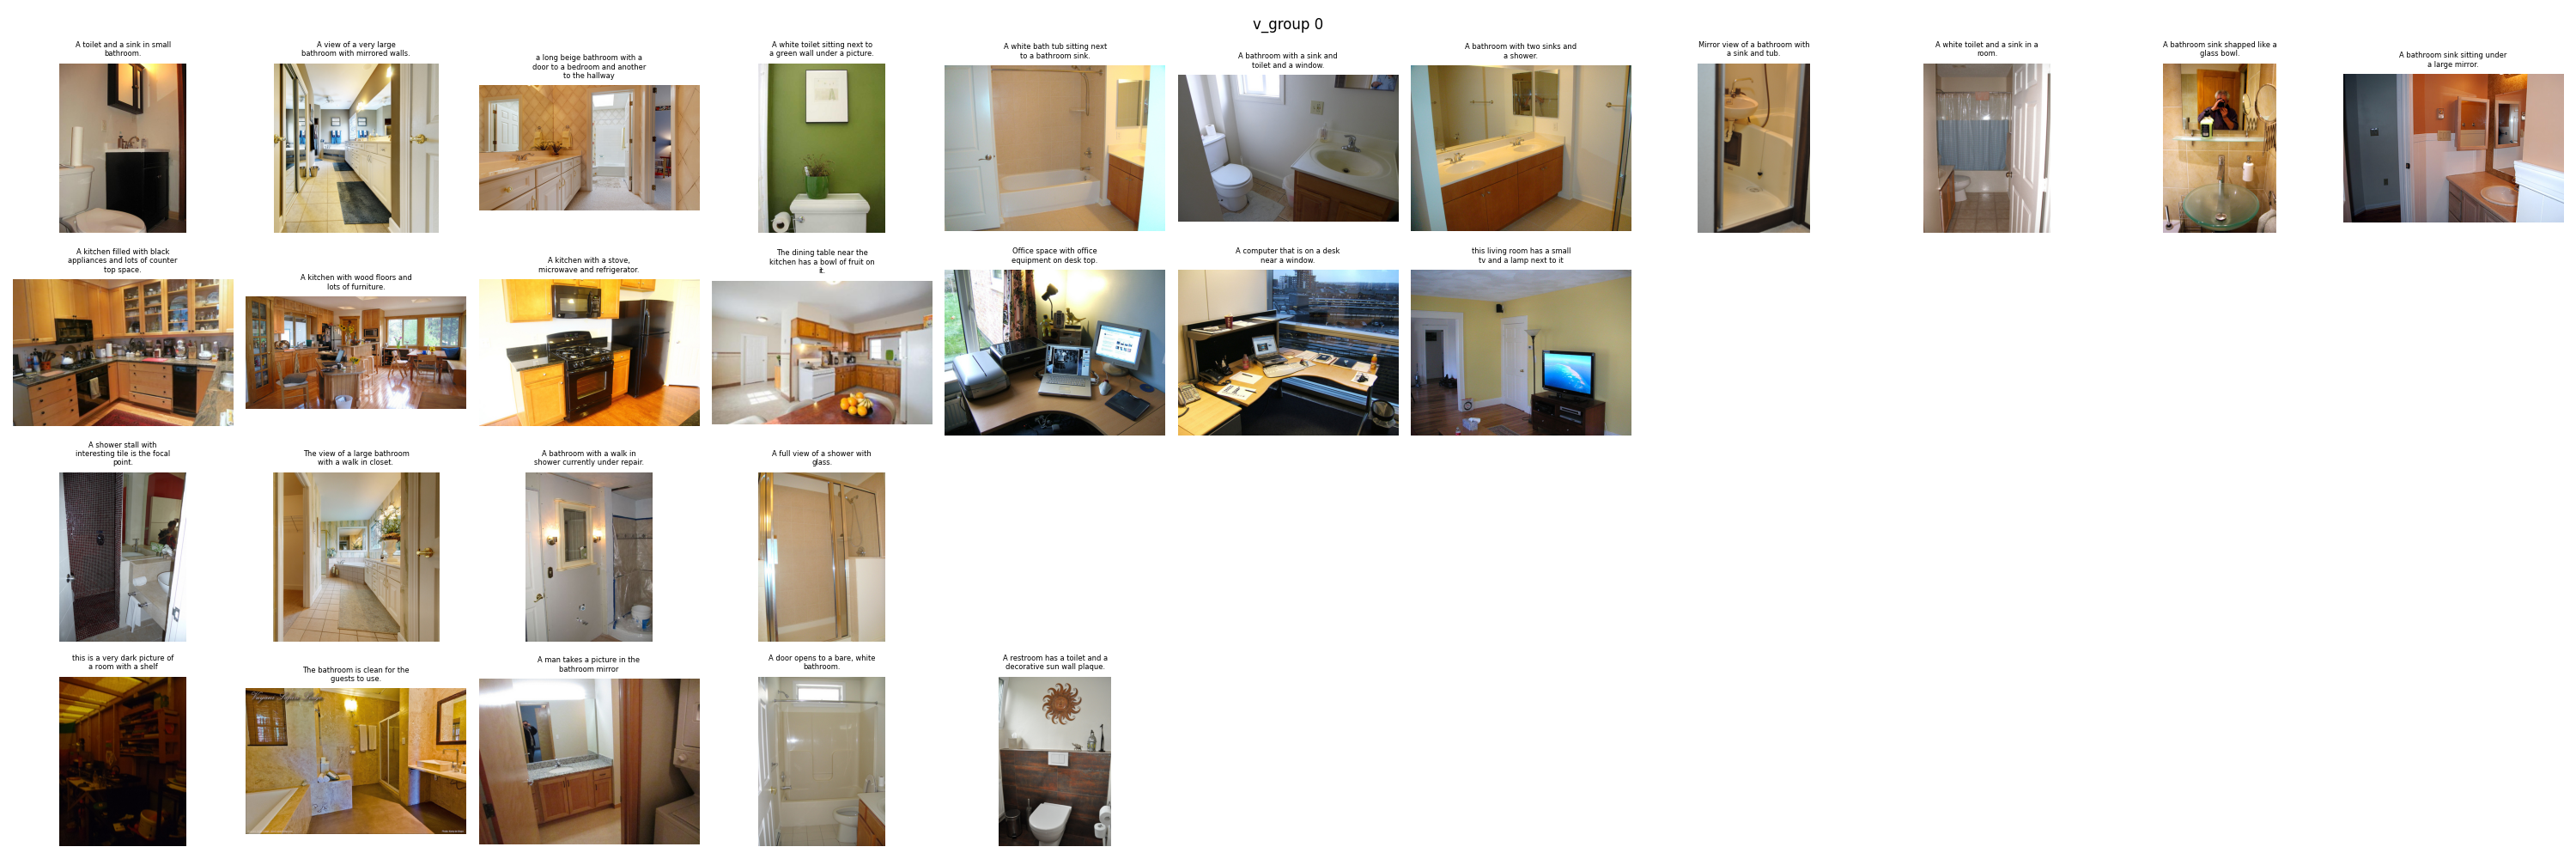 v_group 0
A toilet and a sink in small
bathroom.
A view of a very large
bathroom with mirrored walls.
a long beige bathroom with a
door to a bedroom and another
to the hallway
A white toilet sitting next to
a green wall under a picture.
A white bath tub sitting next
to a bathroom sink.
A bathroom with a sink and
toilet and a window.
A bathroom with two sinks and
a shower.
Mirror view of a bathroom with
a sink and tub.
A white toilet and a sink in a
room.
A bathroom sink shapped like a
glass bowl.
A bathroom sink sitting under
a large mirror.
A kitchen filled with black
appliances and lots of counter
top space.
A kitchen with wood floors and
lots of furniture.
A kitchen with a stove,
microwave and refrigerator.
The dining table near the
kitchen has a bowl of fruit on
it.
Office space with office
equipment on desk top.
A computer that is on a desk
near a window.
this living room has a small
tv and a lamp next to it
A shower stall with
interesting tile is the focal
point.
The view of a large bathroom
with a walk in closet.
A bathroom with a walk in
shower currently under repair.
A full view of a shower with
glass.
this is a very dark picture of
a room with a shelf
The bathroom is clean for the
guests to use.
A man takes a picture in the
bathroom mirror
A door opens to a bare, white
bathroom.
A restroom has a toilet and a
decorative sun wall plaque.